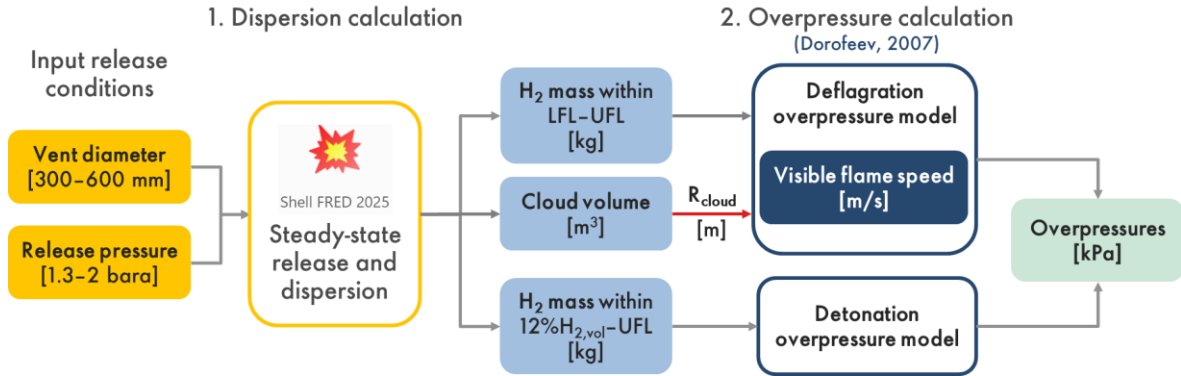 1. Dispersion calculation
2. Overpressure calculation
(Dorofeev, 2007)
Input release
conditions
Vent diameter
[300–600 mm]
Release pressure
[1.3–2 bara]
Shell FRED 2025
Steady-state
release and
dispersion
H₂ mass within
LFL–UFL
[kg]
Cloud volume
[m³]
H₂ mass within
12%H₂,vol–UFL
[kg]
R_cloud
[m]
Deflagration
overpressure model
Visible flame speed
[m/s]
Detonation
overpressure model
Overpressures
[kPa]